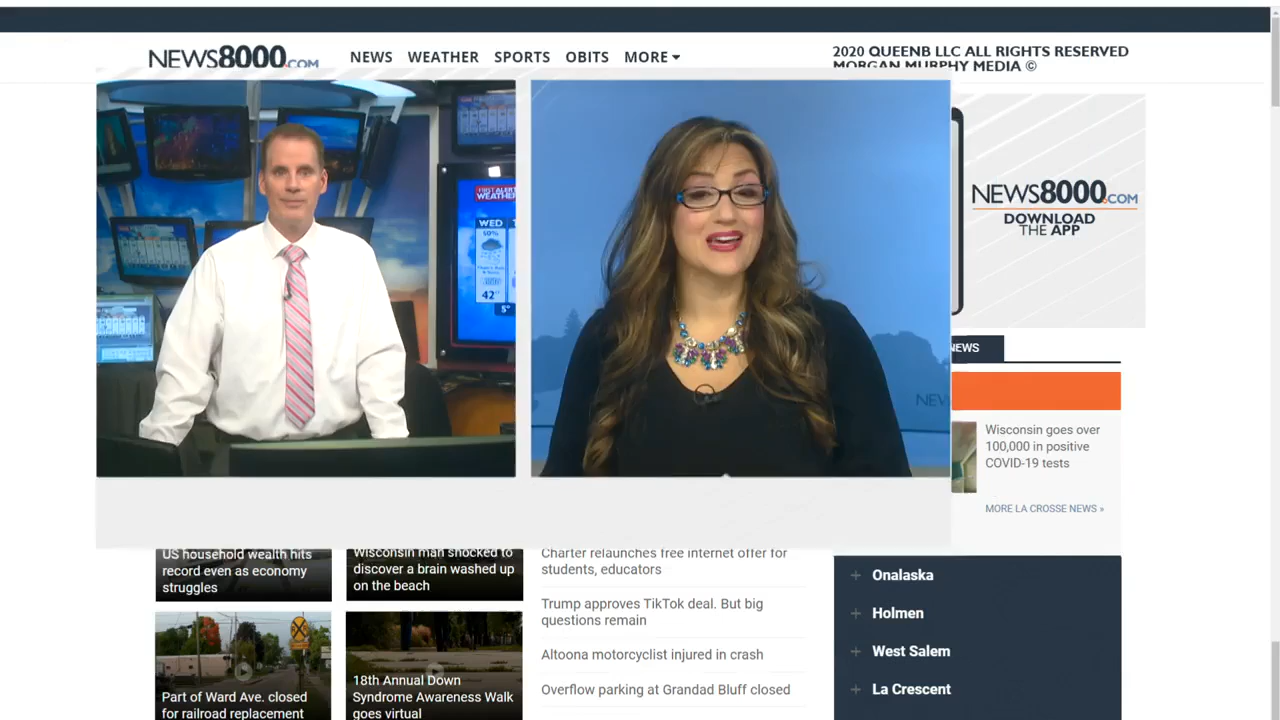 NEWS8000.COM
NEWS WEATHER SPORTS OBITS MORE
2020 QUEENB LLC ALL RIGHTS RESERVED
MORGAN MURPHY MEDIA ©
FIRST ALERT
WEATHER
WED
60%
42°
5°
NEWS
NEWS8000.COM
DOWNLOAD
THE APP
NEWS
Wisconsin goes over
100,000 in positive
COVID-19 tests
MORE LA CROSSE NEWS »
US household wealth hits
record even as economy
struggles
Wisconsin man shocked to
discover a brain washed up
on the beach
Part of Ward Ave. closed
for railroad replacement
18th Annual Down
Syndrome Awareness Walk
goes virtual
Charter relaunches free internet offer for
students, educators
Trump approves TikTok deal. But big
questions remain
Altoona motorcyclist injured in crash
Overflow parking at Grandad Bluff closed
+ Onalaska
+ Holmen
+ West Salem
+ La Crescent